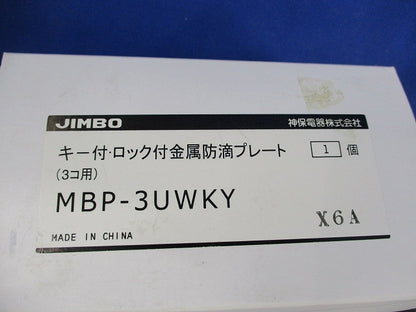 JIMBO 神保電器株式会社
キー付·ロック付金属防滴プレート 1 個
(3コ用)
MBP-3UWKY
X6A
MADE IN CHINA